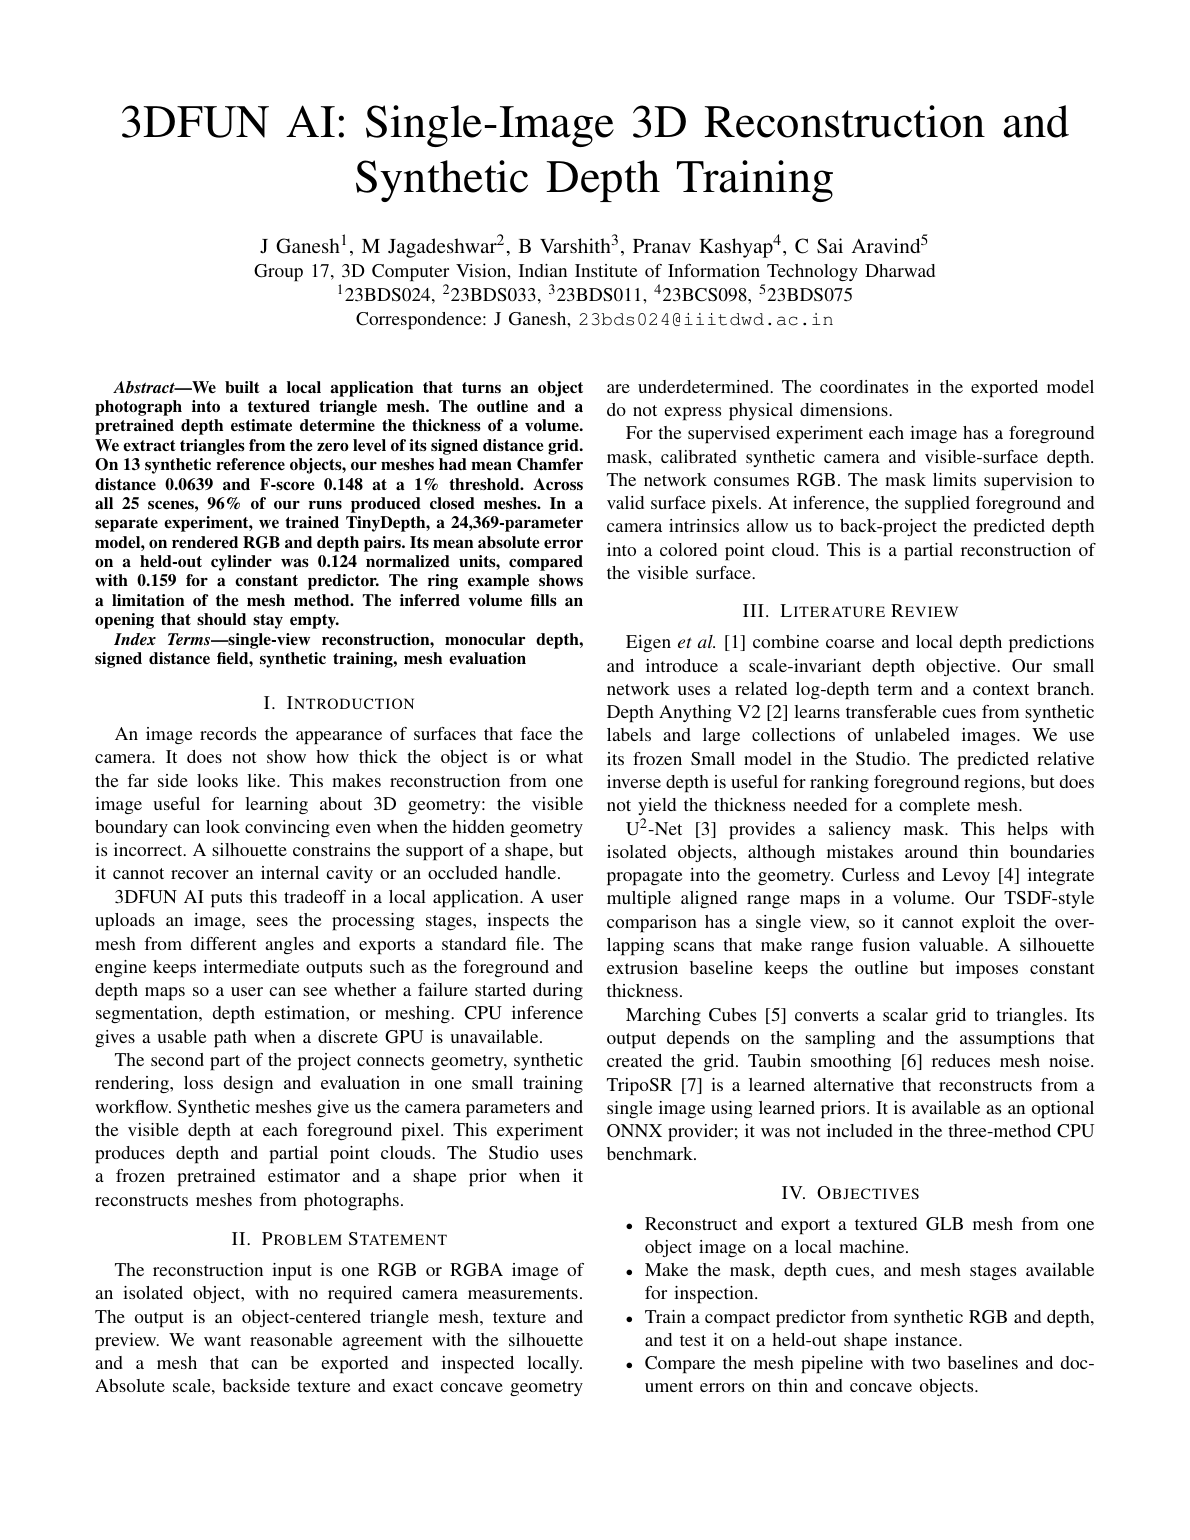 3DFUN AI: Single-Image 3D Reconstruction and
Synthetic Depth Training
J Ganesh1, M Jagadeshwar2, B Varshith3, Pranav Kashyap4, C Sai Aravind5
Group 17, 3D Computer Vision, Indian Institute of Information Technology Dharwad
123BDS024, 223BDS033, 323BDS011, 423BCS098, 523BDS075
Correspondence: J Ganesh, 23bds024@iiitdwd.ac.in
Abstract—We built a local application that turns an object
photograph into a textured triangle mesh. The outline and a
pretrained depth estimate determine the thickness of a volume.
We extract triangles from the zero level of its signed distance grid.
On 13 synthetic reference objects, our meshes had mean Chamfer
distance 0.0639 and F-score 0.148 at a 1% threshold. Across
all 25 scenes, 96% of our runs produced closed meshes. In a
separate experiment, we trained TinyDepth, a 24,369-parameter
model, on rendered RGB and depth pairs. Its mean absolute error
on a held-out cylinder was 0.124 normalized units, compared
with 0.159 for a constant predictor. The ring example shows
a limitation of the mesh method. The inferred volume fills an
opening that should stay empty.
Index Terms—single-view reconstruction, monocular depth,
signed distance field, synthetic training, mesh evaluation
I. INTRODUCTION
An image records the appearance of surfaces that face the
camera. It does not show how thick the object is or what
the far side looks like. This makes reconstruction from one
image useful for learning about 3D geometry: the visible
boundary can look convincing even when the hidden geometry
is incorrect. A silhouette constrains the support of a shape, but
it cannot recover an internal cavity or an occluded handle.
3DFUN AI puts this tradeoff in a local application. A user
uploads an image, sees the processing stages, inspects the
mesh from different angles and exports a standard file. The
engine keeps intermediate outputs such as the foreground and
depth maps so a user can see whether a failure started during
segmentation, depth estimation, or meshing. CPU inference
gives a usable path when a discrete GPU is unavailable.
The second part of the project connects geometry, synthetic
rendering, loss design and evaluation in one small training
workflow. Synthetic meshes give us the camera parameters and
the visible depth at each foreground pixel. This experiment
produces depth and partial point clouds. The Studio uses
a frozen pretrained estimator and a shape prior when it
reconstructs meshes from photographs.
II. PROBLEM STATEMENT
The reconstruction input is one RGB or RGBA image of
an isolated object, with no required camera measurements.
The output is an object-centered triangle mesh, texture and
preview. We want reasonable agreement with the silhouette
and a mesh that can be exported and inspected locally.
Absolute scale, backside texture and exact concave geometry
are underdetermined. The coordinates in the exported model
do not express physical dimensions.
For the supervised experiment each image has a foreground
mask, calibrated synthetic camera and visible-surface depth.
The network consumes RGB. The mask limits supervision to
valid surface pixels. At inference, the supplied foreground and
camera intrinsics allow us to back-project the predicted depth
into a colored point cloud. This is a partial reconstruction of
the visible surface.
III. LITERATURE REVIEW
Eigen et al. [1] combine coarse and local depth predictions
and introduce a scale-invariant depth objective. Our small
network uses a related log-depth term and a context branch.
Depth Anything V2 [2] learns transferable cues from synthetic
labels and large collections of unlabeled images. We use
its frozen Small model in the Studio. The predicted relative
inverse depth is useful for ranking foreground regions, but does
not yield the thickness needed for a complete mesh.
U2-Net [3] provides a saliency mask. This helps with
isolated objects, although mistakes around thin boundaries
propagate into the geometry. Curless and Levoy [4] integrate
multiple aligned range maps in a volume. Our TSDF-style
comparison has a single view, so it cannot exploit the over-
lapping scans that make range fusion valuable. A silhouette
extrusion baseline keeps the outline but imposes constant
thickness.
Marching Cubes [5] converts a scalar grid to triangles. Its
output depends on the sampling and the assumptions that
created the grid. Taubin smoothing [6] reduces mesh noise.
TripoSR [7] is a learned alternative that reconstructs from a
single image using learned priors. It is available as an optional
ONNX provider; it was not included in the three-method CPU
benchmark.
IV. OBJECTIVES
• Reconstruct and export a textured GLB mesh from one
object image on a local machine.
• Make the mask, depth cues, and mesh stages available
for inspection.
• Train a compact predictor from synthetic RGB and depth,
and test it on a held-out shape instance.
• Compare the mesh pipeline with two baselines and doc-
ument errors on thin and concave objects.